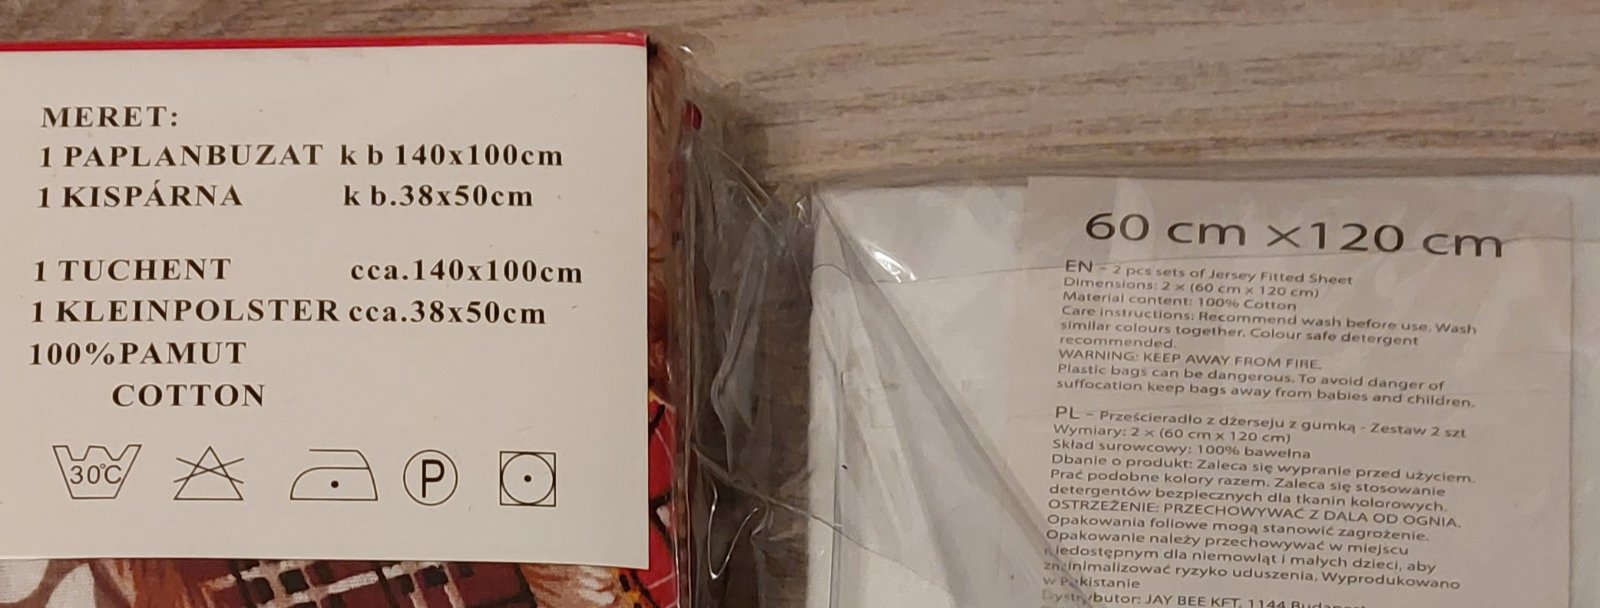 MERET:
1 PAPLANBUZAT k b 140x100cm
1 KISPÁRNA k b.38x50cm
1 TUCHENT cca.140x100cm
1 KLEINPOLSTER cca.38x50cm
100%PAMUT
COTTON
30°C
P
60 cm ×120 cm
EN - 2 pcs sets of Jersey Fitted Sheet
Dimensions: 2 × (60 cm × 120 cm)
Material content: 100% Cotton
Care instructions: Recommend wash before use. Wash
similar colours together. Colour safe detergent
recommended.
WARNING: KEEP AWAY FROM FIRE.
Plastic bags can be dangerous. To avoid danger of
suffocation keep bags away from babies and children.
PL - Prześcieradło z dżerseju z gumką - Zestaw 2 szt
Wymiary: 2 × (60 cm x 120 cm)
Skład surowcowy: 100% bawełna
Dbanie o produkt: Zaleca się wypranie przed użyciem.
Prać podobne kolory razem. Zaleca się stosowanie
detergentów bezpiecznych dla tkanin kolorowych.
OSTRZEŻENIE: PRZECHOWYWAĆ Z DALA OD OGNIA.
Opakowania foliowe mogą stanowić zagrożenie.
Opakowanie należy przechowywać w miejscu
niedostępnym dla niemowląt i małych dzieci, aby
zminimalizować ryzyko uduszenia. Wyprodukowano
w Pakistanie
Dystrybutor: JAY BEE KFT. 1144 Budapest